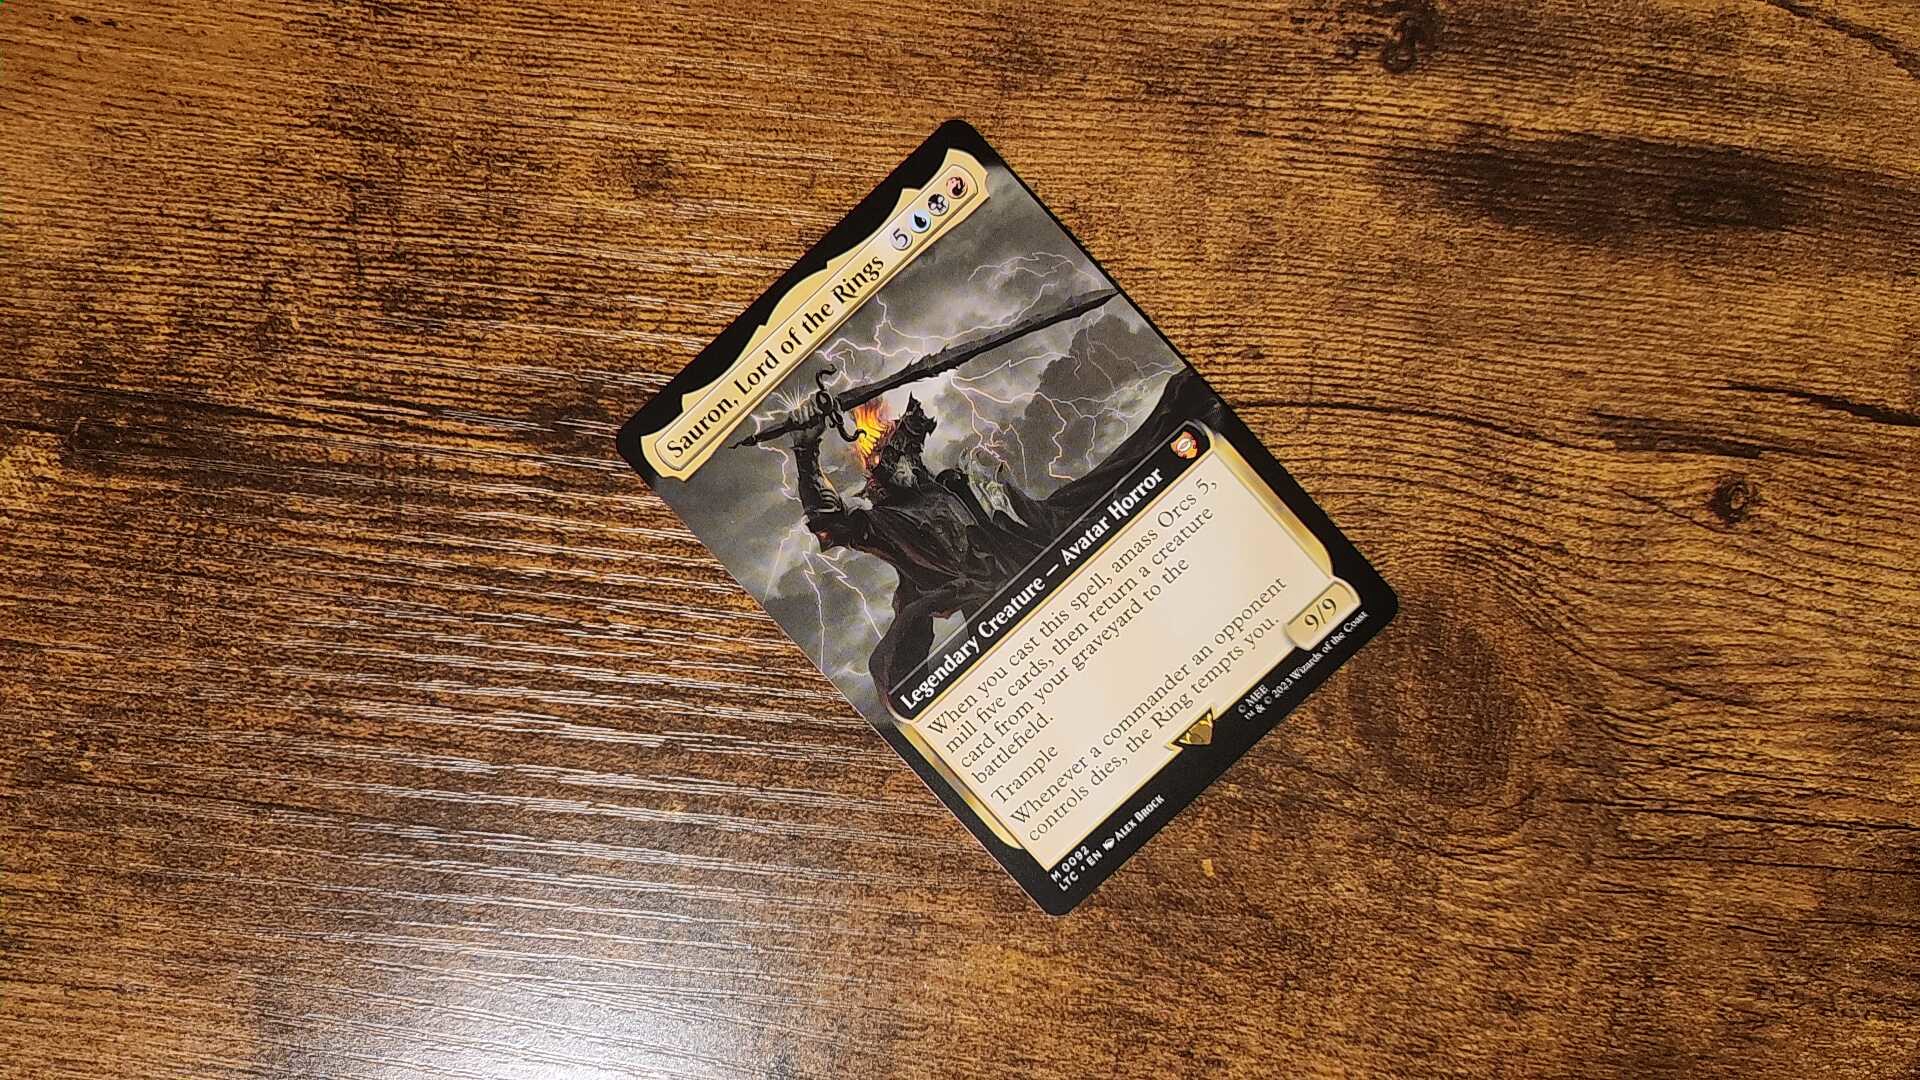 Sauron, Lord of the Rings 5
Legendary Creature — Avatar Horror
When you cast this spell, amass Orcs 5,
mill five cards, then return a creature
card from your graveyard to the
battlefield.
Trample
Whenever a commander an opponent
controls dies, the Ring tempts you.
9/9
M 0092
LTC • EN ALEX BROCK
© MEE
™ & © 2023 Wizards of the Coast